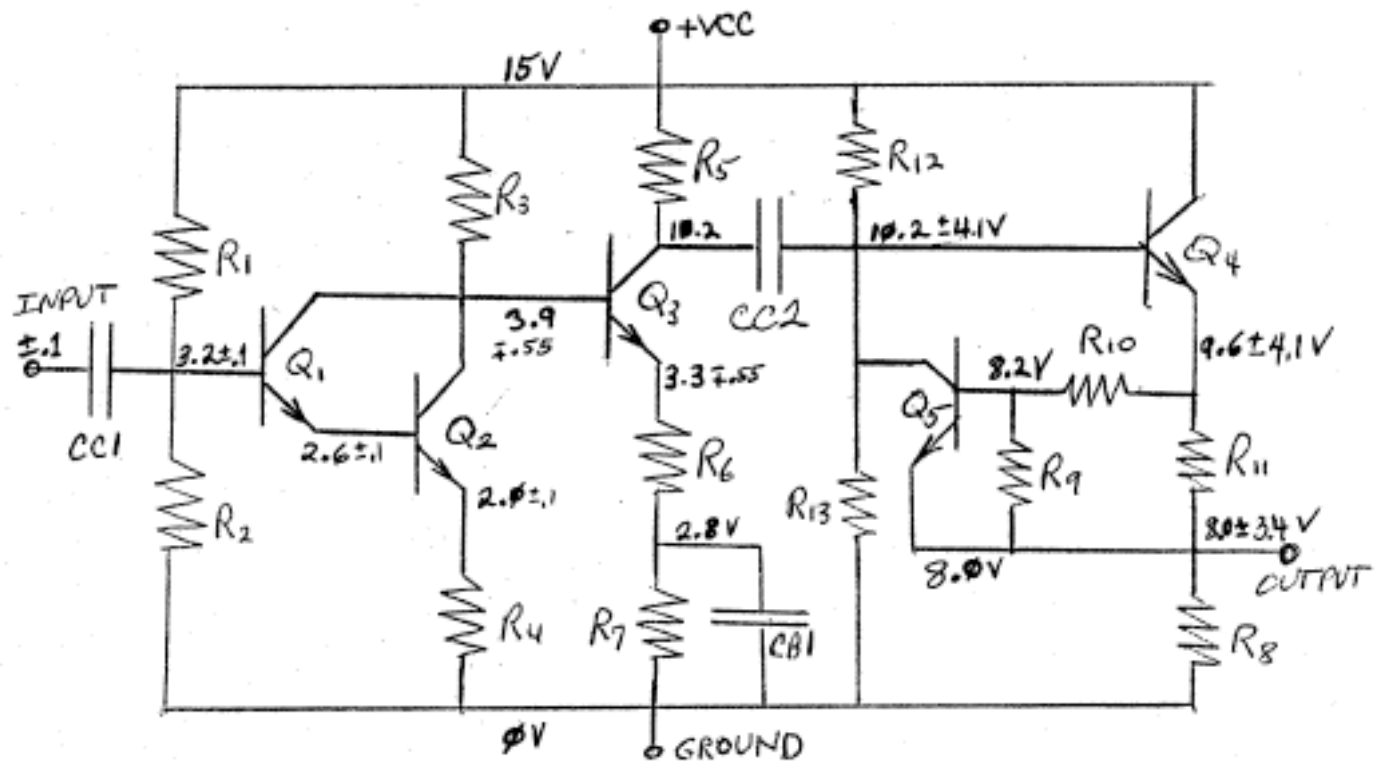 +VCC
15V
R5
R12
R3
R1
10.2
10.2 ±4.1V
Q4
INPUT
±.1
3.2±.1
Q1
3.9
∓.55
Q3
CC2
3.3∓.55
8.2V
R10
9.6±4.1V
CC1
2.6±.1
Q2
Q5
R2
2.0±.1
R6
R13
R9
R11
2.8V
8.0±3.4V
8.0V
OUTPUT
R4
R7
CB1
R8
0V
GROUND